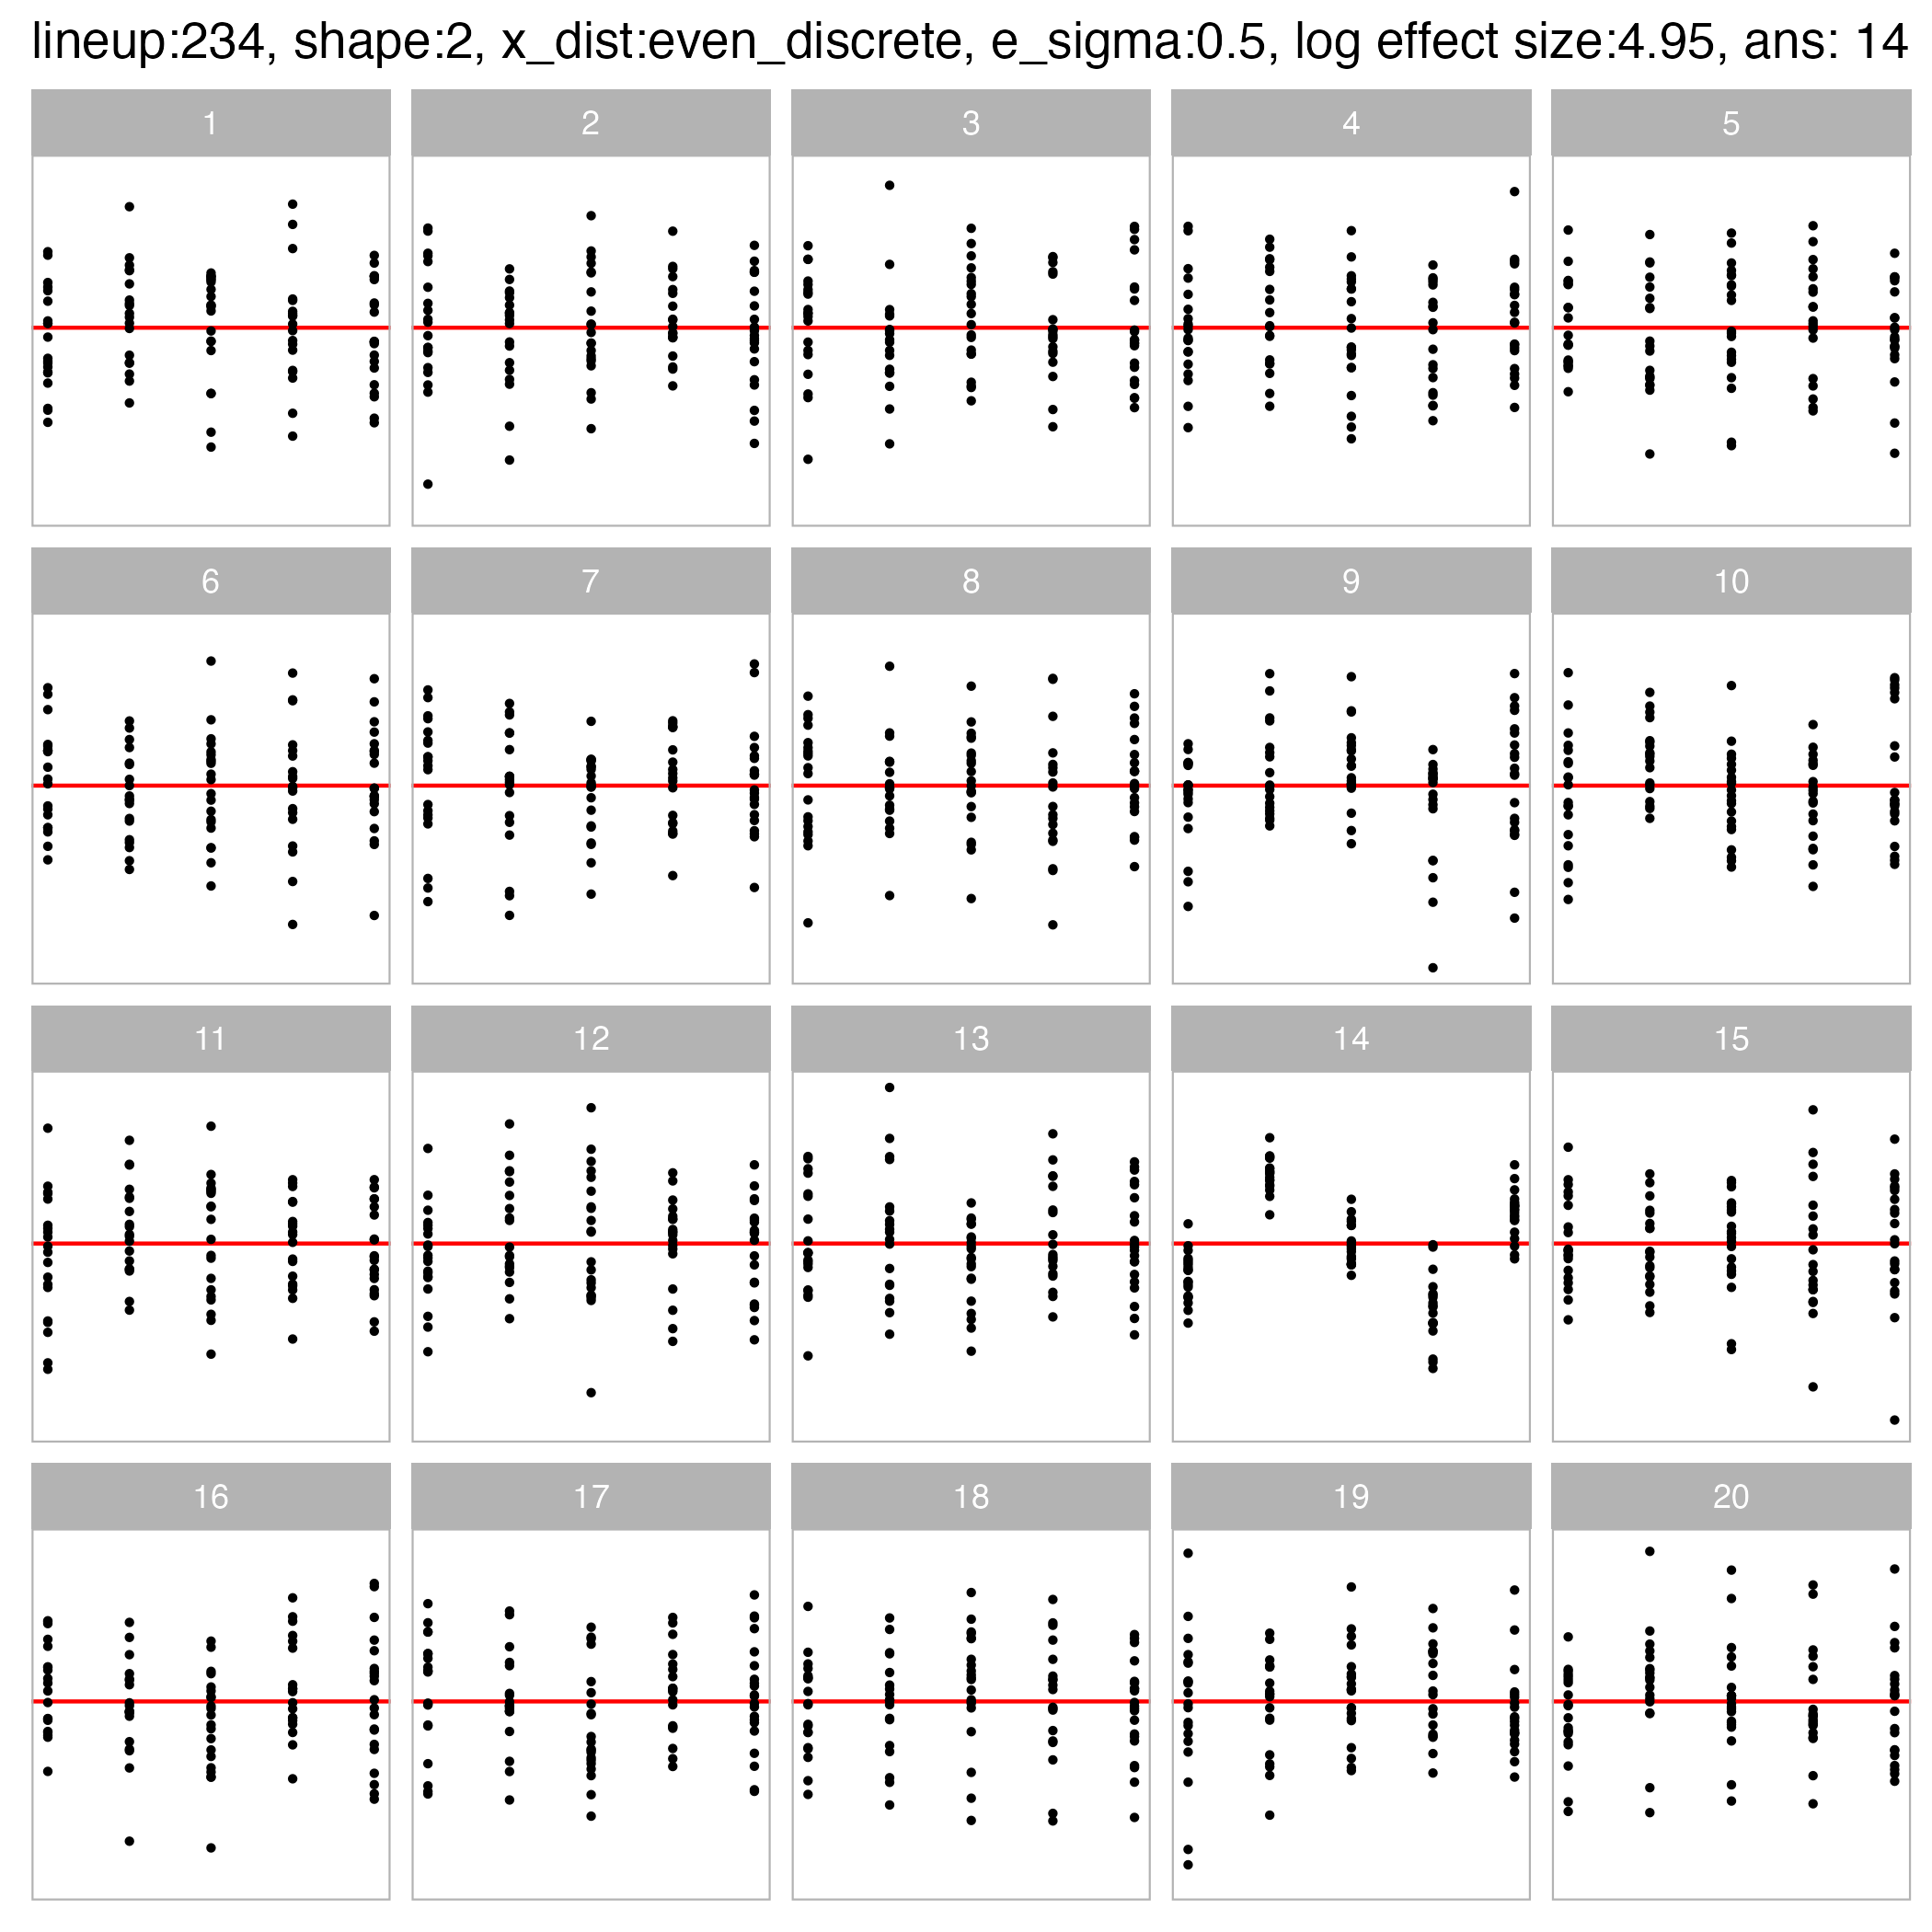 lineup:234, shape:2, x_dist:even_discrete, e_sigma:0.5, log effect size:4.95, ans: 14
1 2 3 4 5
6 7 8 9 10
11 12 13 14 15
16 17 18 19 20